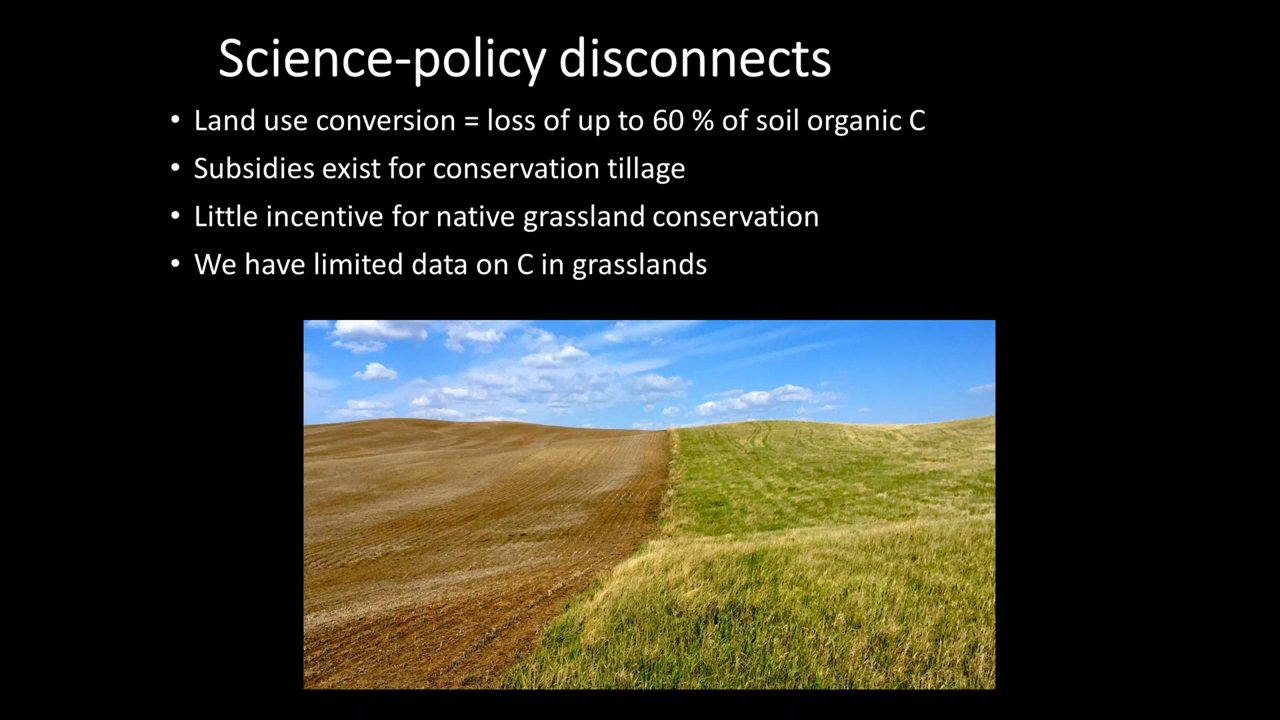 Science-policy disconnects
• Land use conversion = loss of up to 60 % of soil organic C
• Subsidies exist for conservation tillage
• Little incentive for native grassland conservation
• We have limited data on C in grasslands